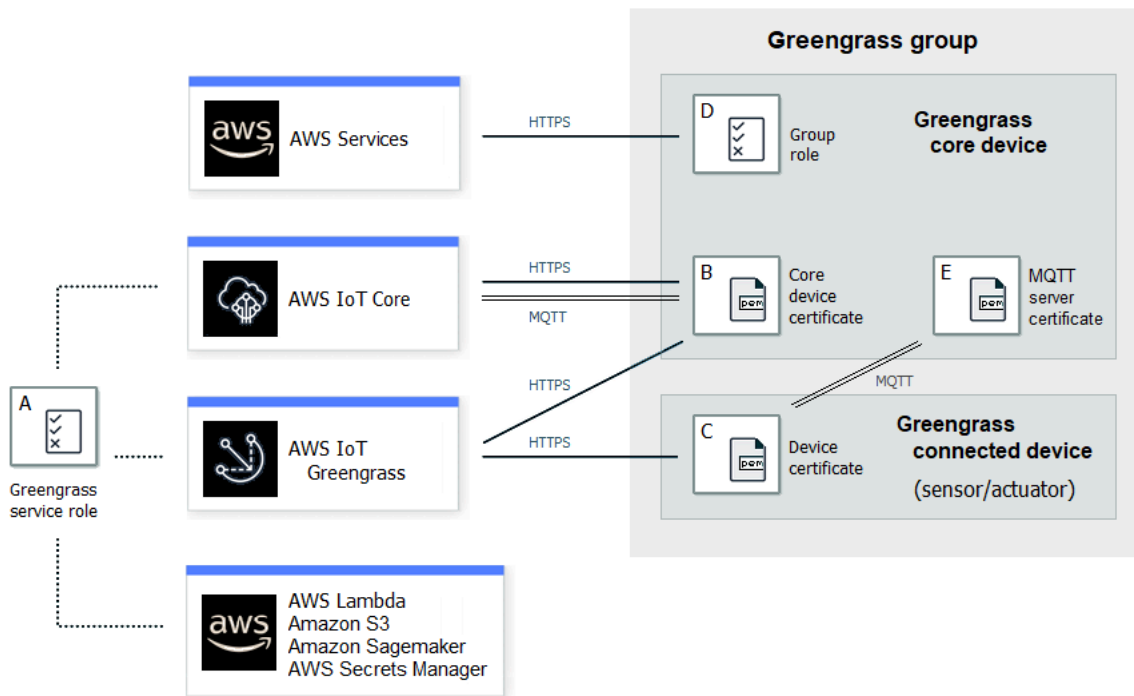 Greengrass group
aws
AWS Services
HTTPS
D
Group
role
Greengrass
core device
AWS IoT Core
HTTPS
MQTT
B
pem
Core
device
certificate
E
pem
MQTT
server
certificate
A
Greengrass
service role
AWS IoT
Greengrass
HTTPS
HTTPS
MQTT
C
pem
Device
certificate
Greengrass
connected device
(sensor/actuator)
aws
AWS Lambda
Amazon S3
Amazon Sagemaker
AWS Secrets Manager